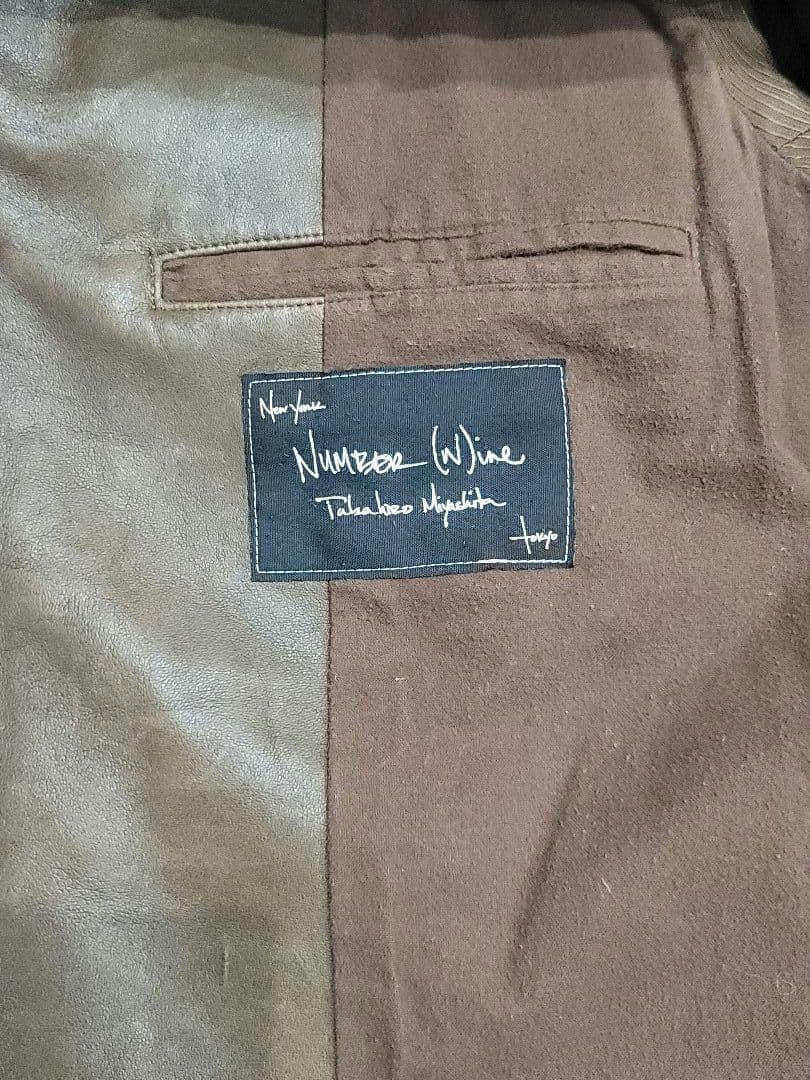 New York
NUMBER (N)ine
Takahiro Miyashita
tokyo